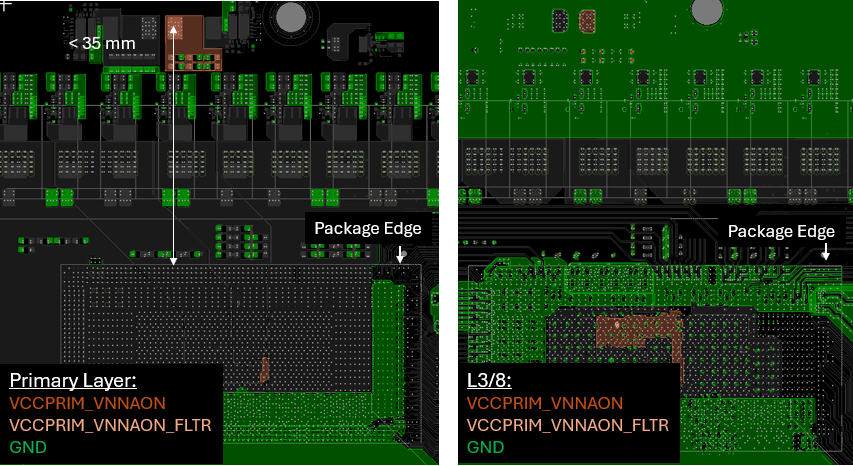 < 35 mm
Package Edge
Primary Layer:
VCCPRIM_VNNAON
VCCPRIM_VNNAON_FLTR
GND
Package Edge
L3/8:
VCCPRIM_VNNAON
VCCPRIM_VNNAON_FLTR
GND